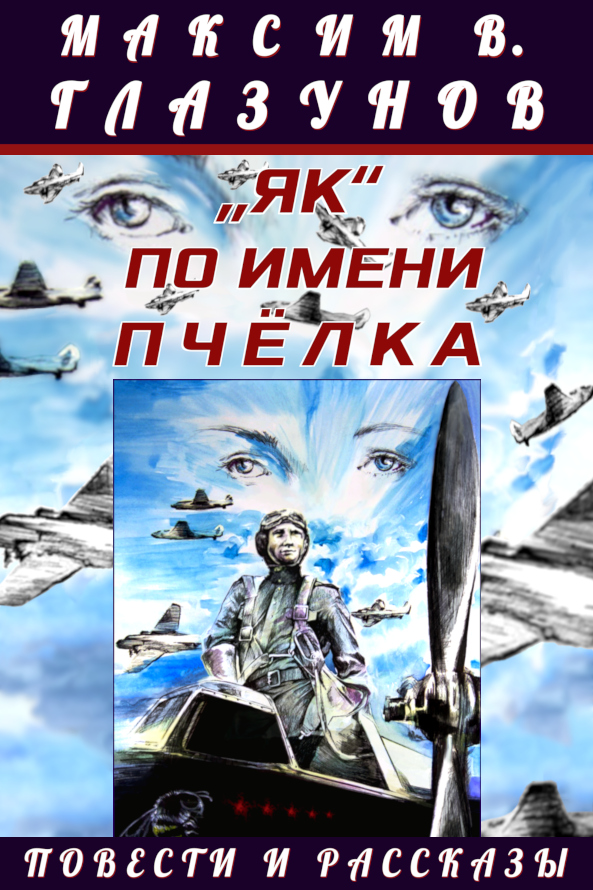 МАКСИМ В.
ГЛАЗУНОВ
„ЯК“
ПО ИМЕНИ
ПЧЁЛКА
ПОВЕСТИ И РАССКАЗЫ